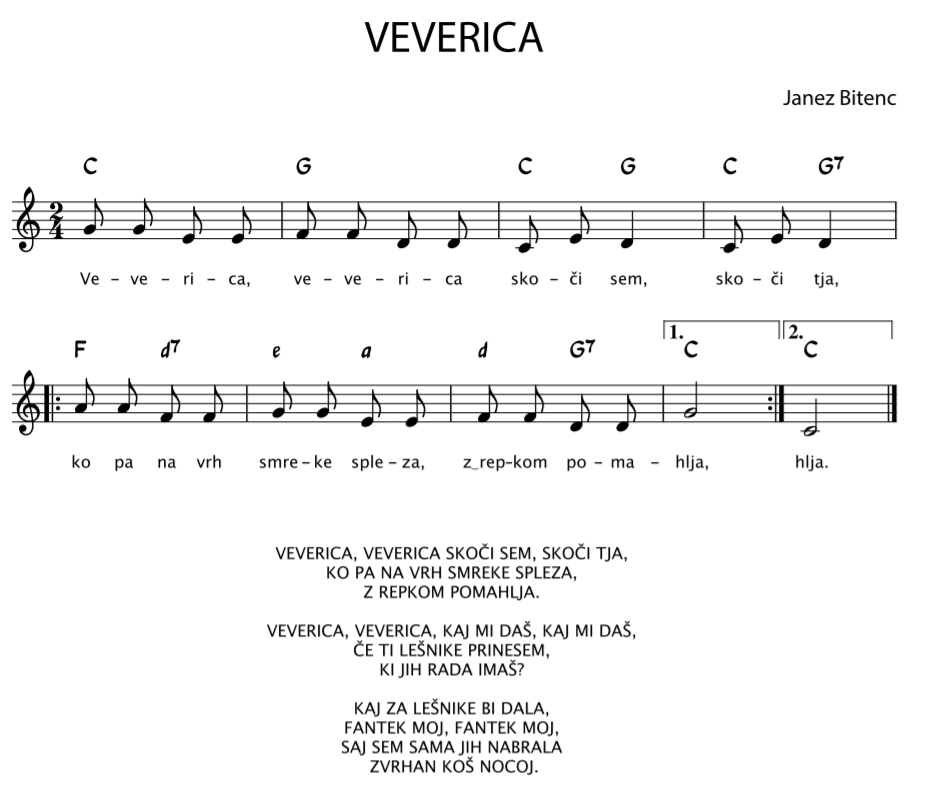 VEVERICA
Janez Bitenc
C G C G C G7
2
4
Ve – ve – ri – ca, ve – ve – ri – ca sko – či sem, sko – či tja,
1. 2.
F d7 e a d G7 C C
ko pa na vrh smre – ke sple – za, z‿rep – kom po – ma – hlja, hlja.
VEVERICA, VEVERICA SKOČI SEM, SKOČI TJA,
KO PA NA VRH SMREKE SPLEZA,
Z REPKOM POMAHLJA.
VEVERICA, VEVERICA, KAJ MI DAŠ, KAJ MI DAŠ,
ČE TI LEŠNIKE PRINESEM,
KI JIH RADA IMAŠ?
KAJ ZA LEŠNIKE BI DALA,
FANTEK MOJ, FANTEK MOJ,
SAJ SEM SAMA JIH NABRALA
ZVRHAN KOŠ NOCOJ.